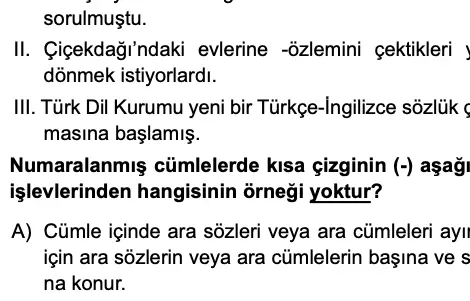 sorulmuştu.
II. Çiçekdağı'ndaki evlerine -özlemini çektikleri
dönmek istiyorlardı.
III. Türk Dil Kurumu yeni bir Türkçe-İngilizce sözlük
masına başlamış.
Numaralanmış cümlelerde kısa çizginin (-)
işlevlerinden hangisinin örneği yoktur?
A) Cümle içinde ara sözleri veya ara cümleleri
için ara sözlerin veya ara cümlelerin başına ve
na konur.